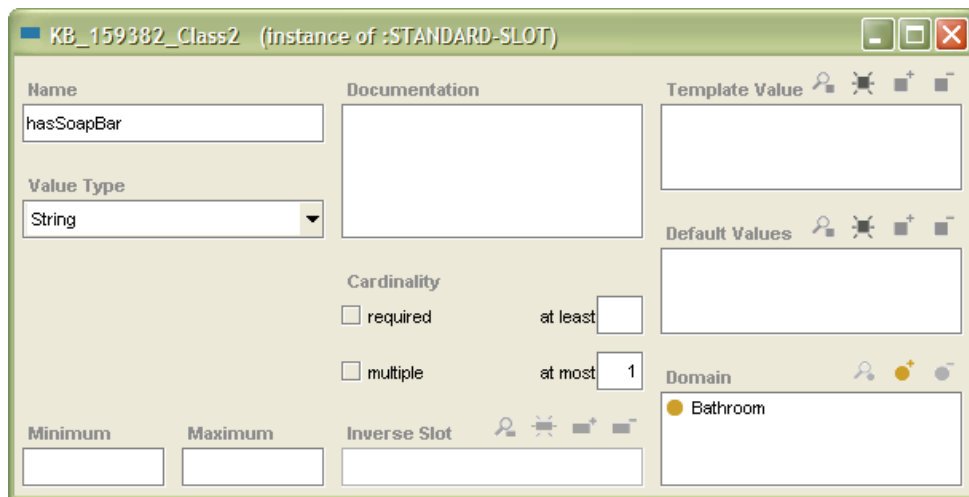 KB_159382_Class2 (instance of :STANDARD-SLOT)
Name
hasSoapBar
Value Type
String
Minimum
Maximum
Documentation
Cardinality
required
at least
multiple
at most 1
Inverse Slot
Template Value
Default Values
Domain
Bathroom